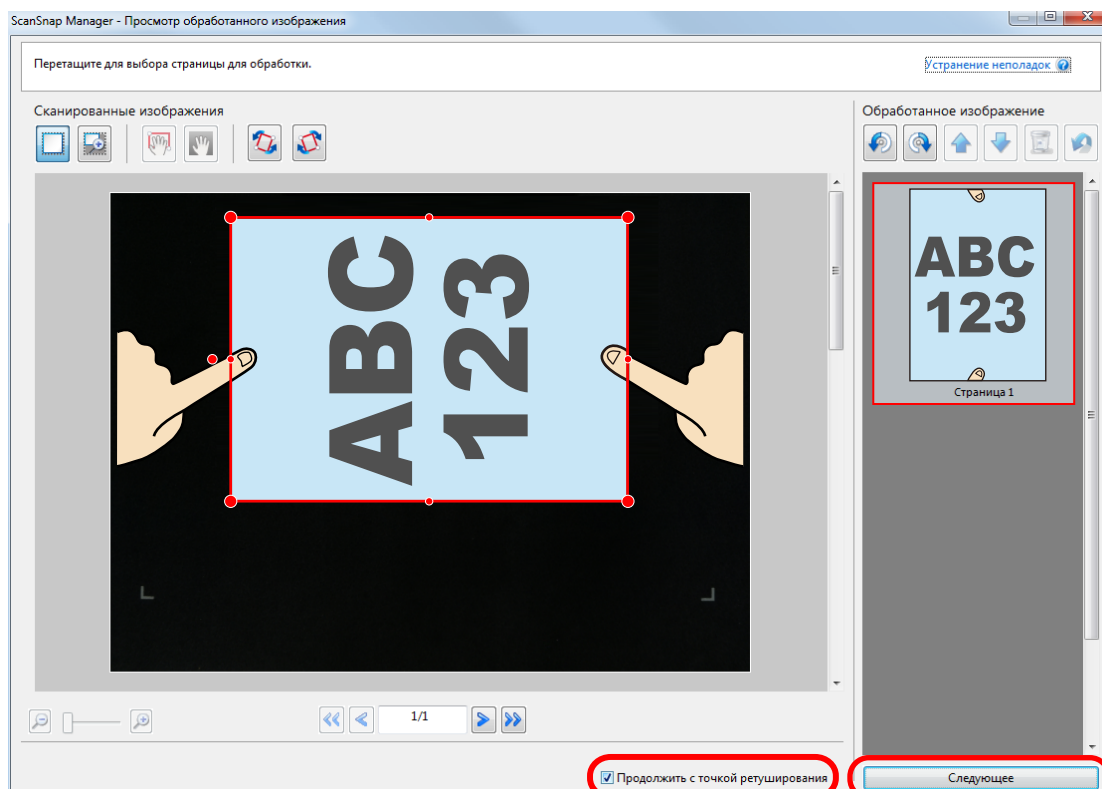 ScanSnap Manager - Просмотр обработанного изображения
Перетащите для выбора страницы для обработки.
Устранение неполадок
Сканированные изображения
Обработанное изображение
ABC
123
ABC
123
Страница 1
1/1
Продолжить с точкой ретуширования
Следующее